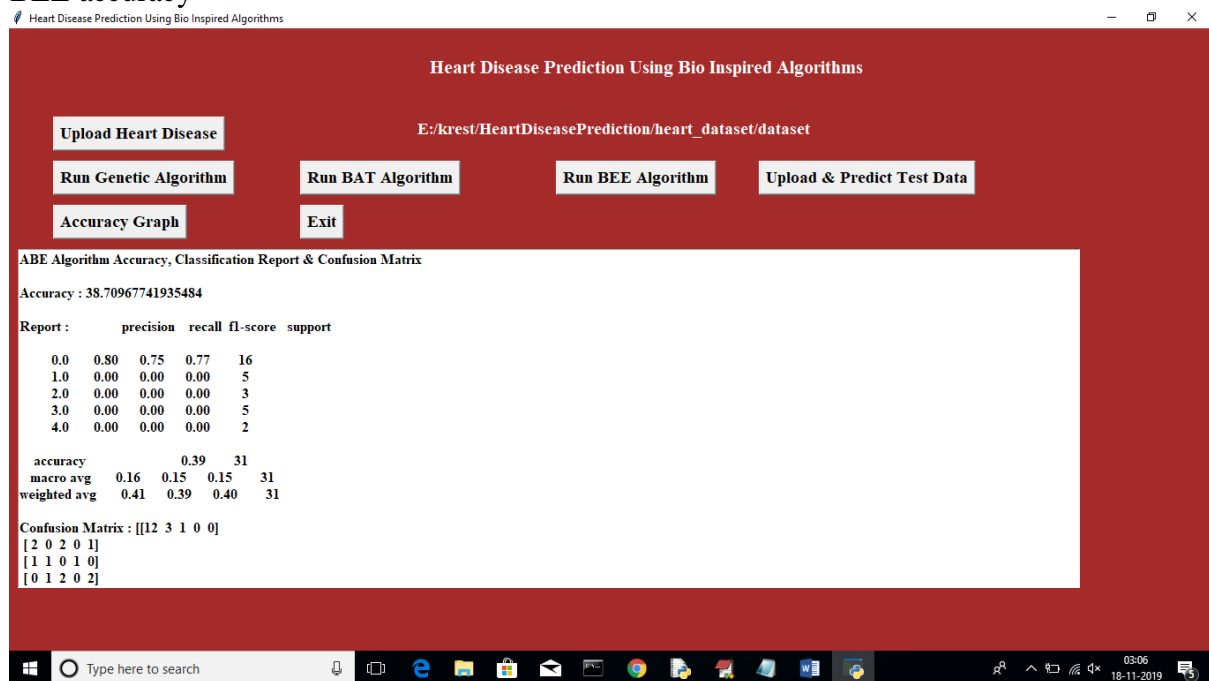 BEE accuracy
Heart Disease Prediction Using Bio Inspired Algorithms
Heart Disease Prediction Using Bio Inspired Algorithms
Upload Heart Disease
E:/krest/HeartDiseasePrediction/heart_dataset/dataset
Run Genetic Algorithm Run BAT Algorithm Run BEE Algorithm Upload & Predict Test Data
Accuracy Graph Exit
ABE Algorithm Accuracy, Classification Report & Confusion Matrix
Accuracy : 38.70967741935484
Report : precision recall f1-score support
0.0 0.80 0.75 0.77 16
1.0 0.00 0.00 0.00 5
2.0 0.00 0.00 0.00 3
3.0 0.00 0.00 0.00 5
4.0 0.00 0.00 0.00 2
accuracy 0.39 31
macro avg 0.16 0.15 0.15 31
weighted avg 0.41 0.39 0.40 31
Confusion Matrix : [[12 3 1 0 0]
[ 2 0 2 0 1]
[ 1 1 0 1 0]
[ 0 1 2 0 2]
Type here to search
03:06
18-11-2019
5